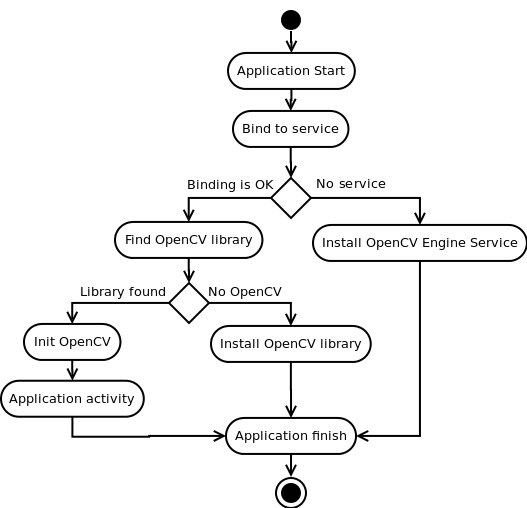 Application Start
Bind to service
Binding is OK
No service
Find OpenCV library
Install OpenCV Engine Service
Library found
No OpenCV
Init OpenCV
Install OpenCV library
Application activity
Application finish